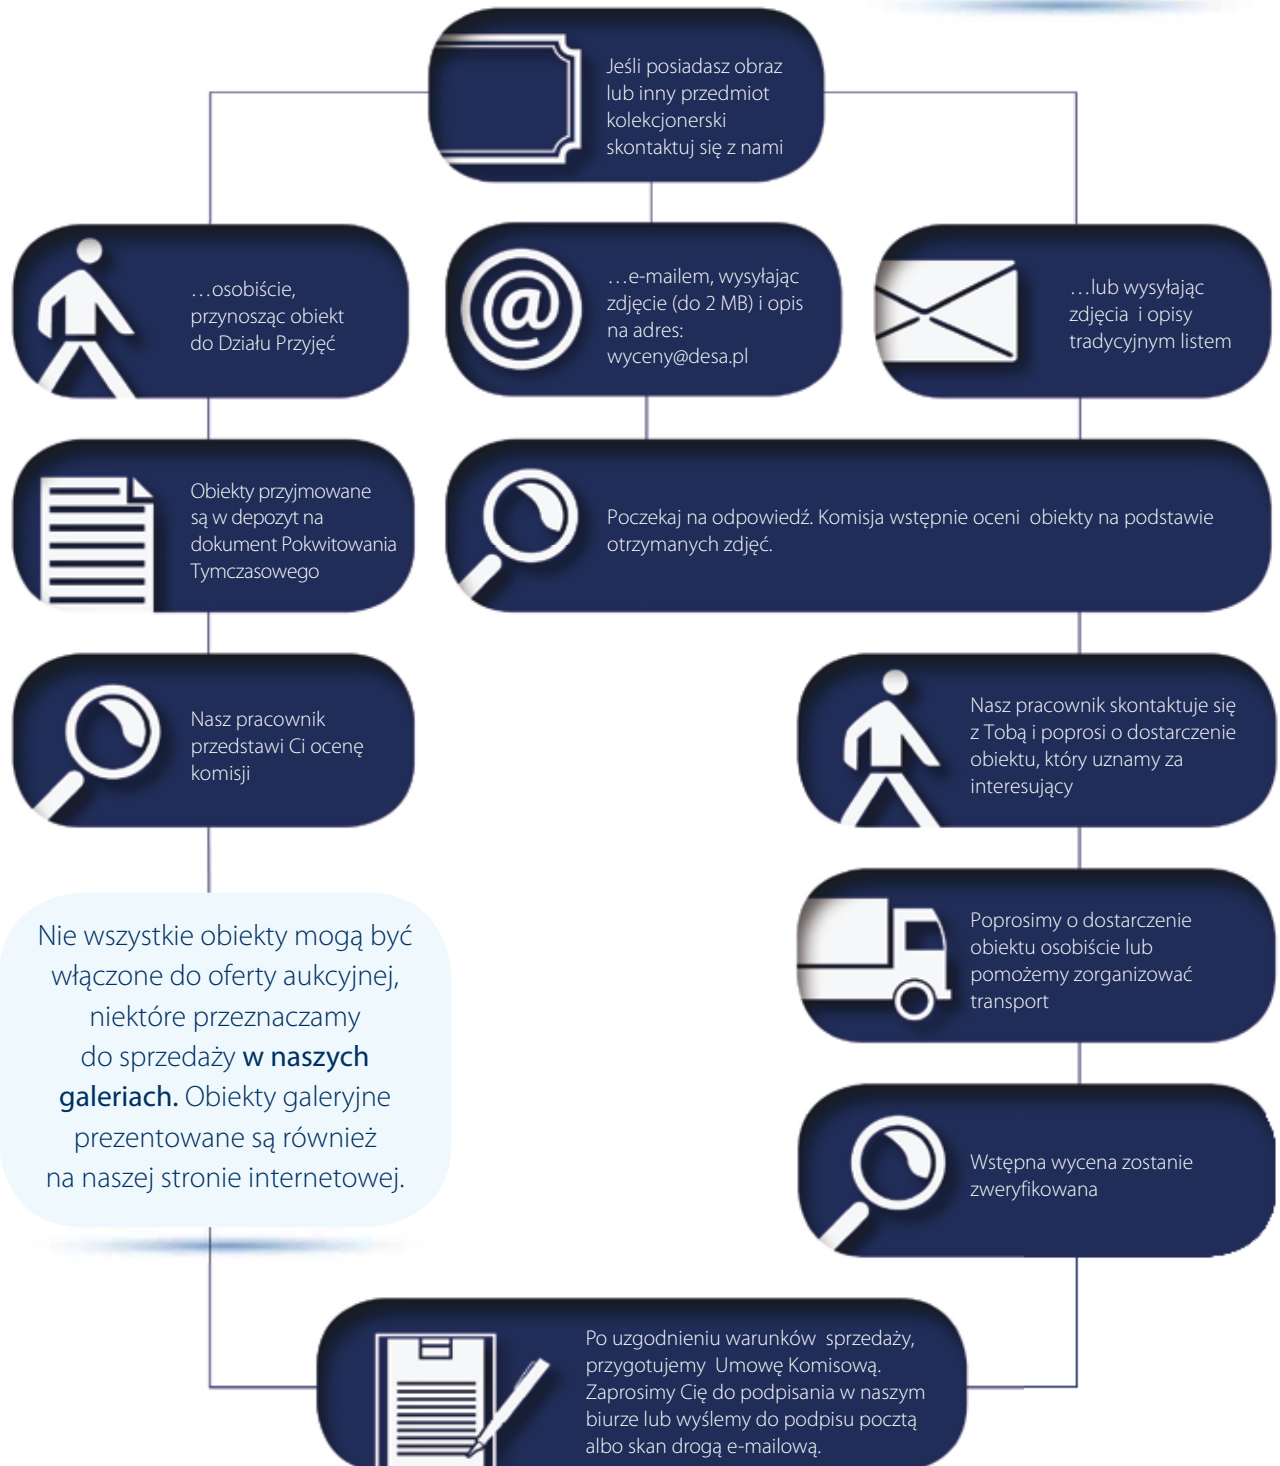 Jeśli posiadasz obraz
lub inny przedmiot
kolekcjonerski
skontaktuj się z nami
…osobiście,
przynosząc obiekt
do Działu Przyjęć
…e-mailem, wysyłając
zdjęcie (do 2 MB) i opis
na adres:
wyceny@desa.pl
…lub wysyłając
zdjęcia i opisy
tradycyjnym listem
Obiekty przyjmowane
są w depozyt na
dokument Pokwitowania
Tymczasowego
Poczekaj na odpowiedź. Komisja wstępnie oceni obiekty na podstawie
otrzymanych zdjęć.
Nasz pracownik
przedstawi Ci ocenę
komisji
Nasz pracownik skontaktuje się
z Tobą i poprosi o dostarczenie
obiektu, który uznamy za
interesujący
Nie wszystkie obiekty mogą być
włączone do oferty aukcyjnej,
niektóre przeznaczamy
do sprzedaży w naszych
galeriach. Obiekty galeryjne
prezentowane są również
na naszej stronie internetowej.
Poprosimy o dostarczenie
obiektu osobiście lub
pomożemy zorganizować
transport
Wstępna wycena zostanie
zweryfikowana
Po uzgodnieniu warunków sprzedaży,
przygotujemy Umowę Komisową.
Zaprosimy Cię do podpisania w naszym
biurze lub wyślemy do podpisu pocztą
albo skan drogą e-mailową.